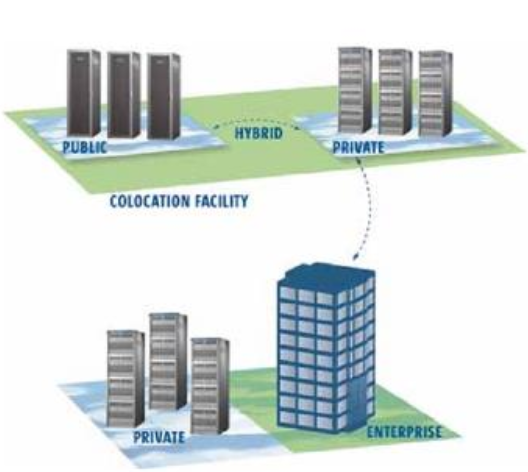 HYBRID
PUBLIC
PRIVATE
COLOCATION FACILITY
PRIVATE
ENTERPRISE